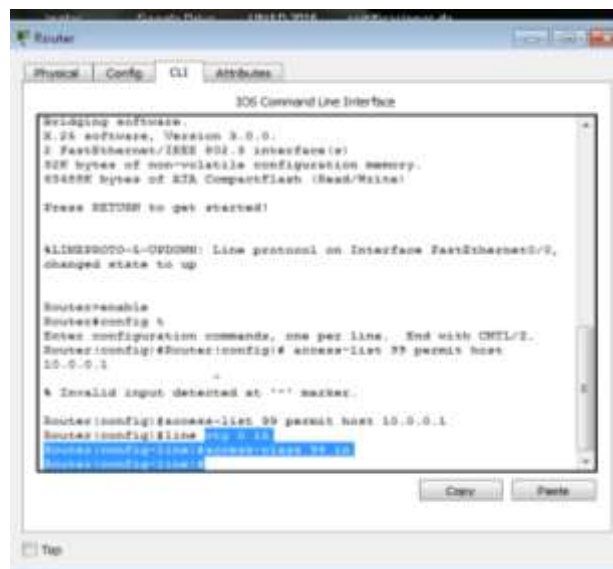 Google Drive UNED 2016
Router
Physical Config CLI Attributes
IOS Command Line Interface
Bridging software.
X.25 software, Version 3.0.0.
2 FastEthernet/IEEE 802.3 interface(s)
32K bytes of non-volatile configuration memory.
63488K bytes of ATA CompactFlash (Read/Write)
Press RETURN to get started!
%LINEPROTO-5-UPDOWN: Line protocol on Interface FastEthernet0/0,
changed state to up
Router>enable
Router#config t
Enter configuration commands, one per line. End with CNTL/Z.
Router(config)#Router(config)# access-list 99 permit host
10.0.0.1
^
% Invalid input detected at '^' marker.
Router(config)#access-list 99 permit host 10.0.0.1
Router(config)#line vty 0 15
Router(config-line)#access-class 99 in
Router(config-line)#
Copy Paste
Top